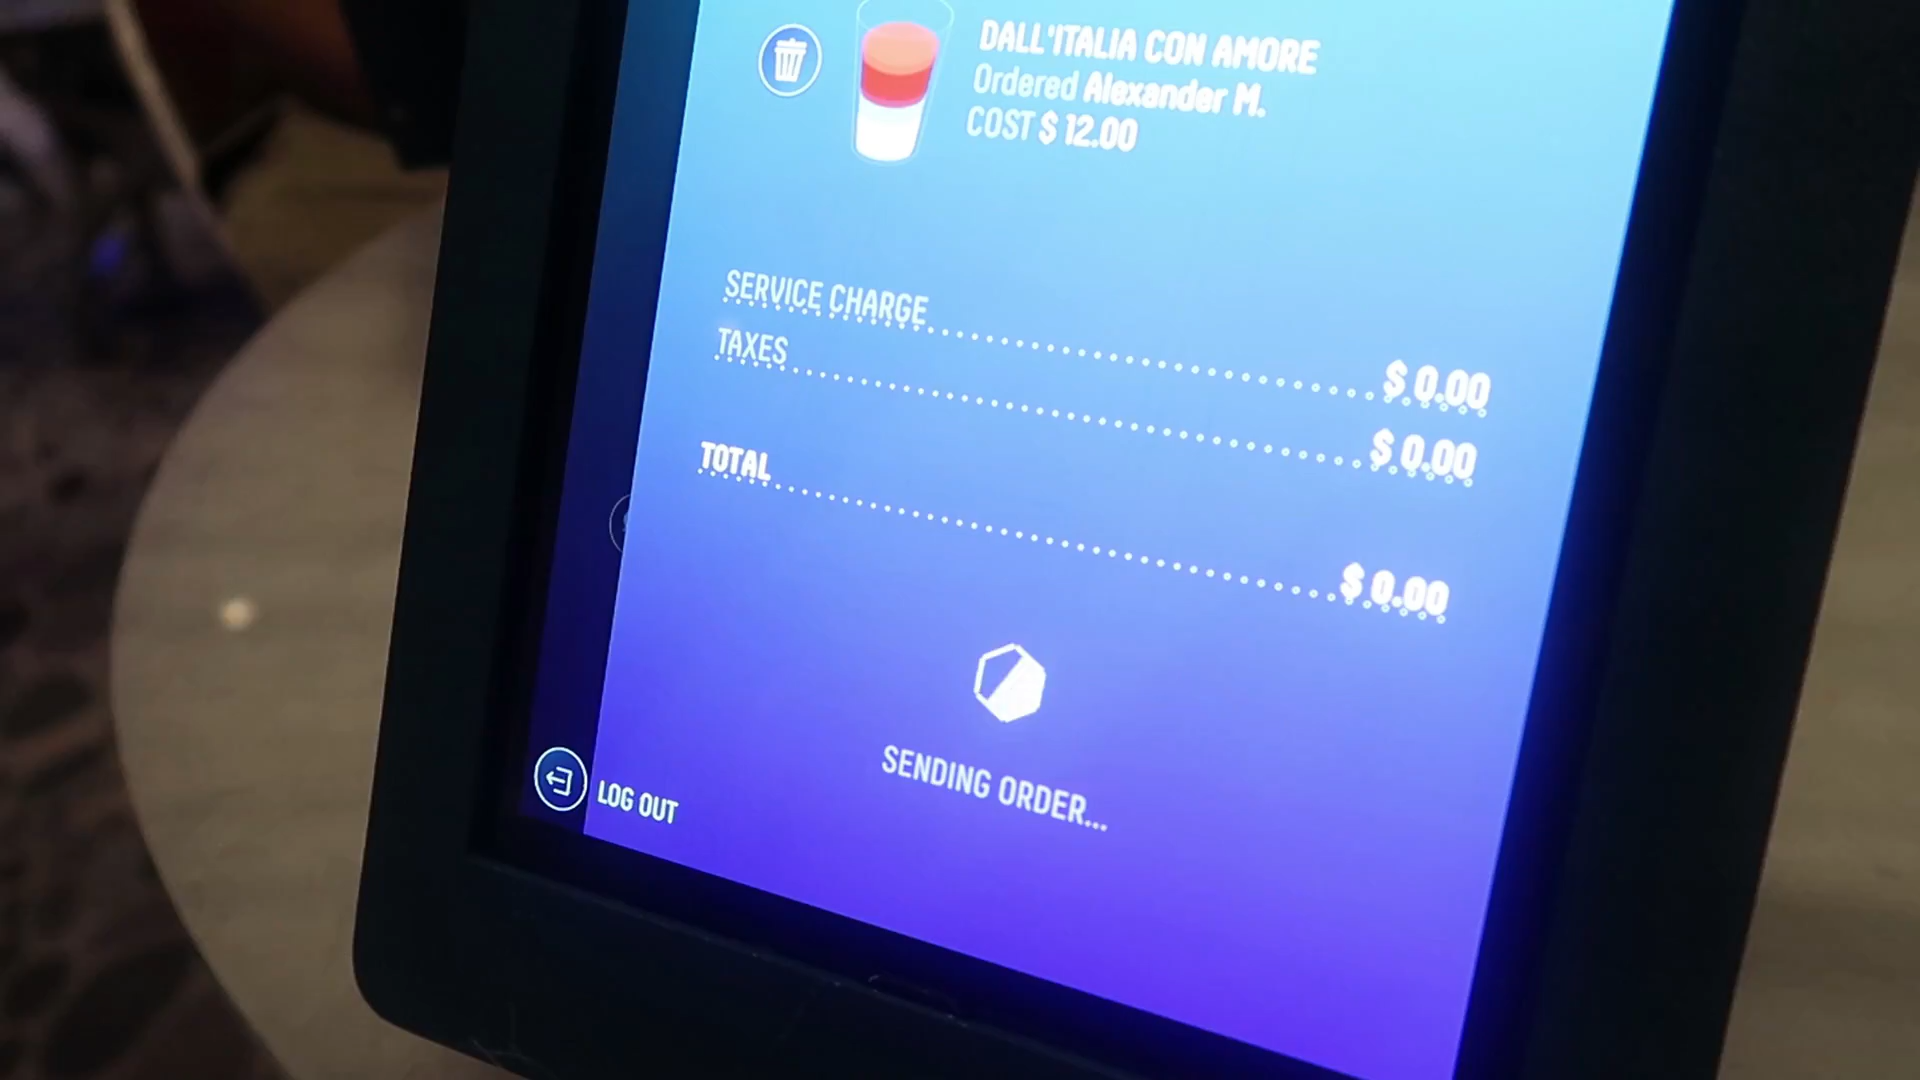 DALL'ITALIA CON AMORE
Ordered Alexander M.
COST $ 12.00
SERVICE CHARGE $ 0.00
TAXES $ 0.00
TOTAL $ 0.00
SENDING ORDER...
LOG OUT